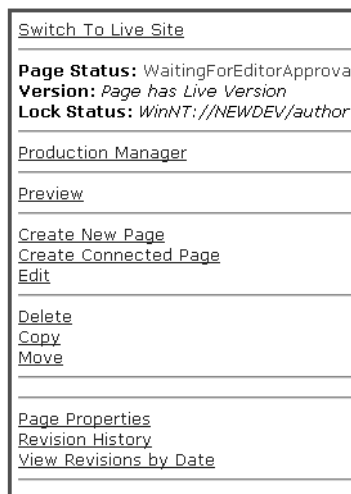 Switch To Live Site
Page Status: WaitingForEditorApprova
Version: Page has Live Version
Lock Status: WinNT://NEWDEV/author
Production Manager
Preview
Create New Page
Create Connected Page
Edit
Delete
Copy
Move
Page Properties
Revision History
View Revisions by Date